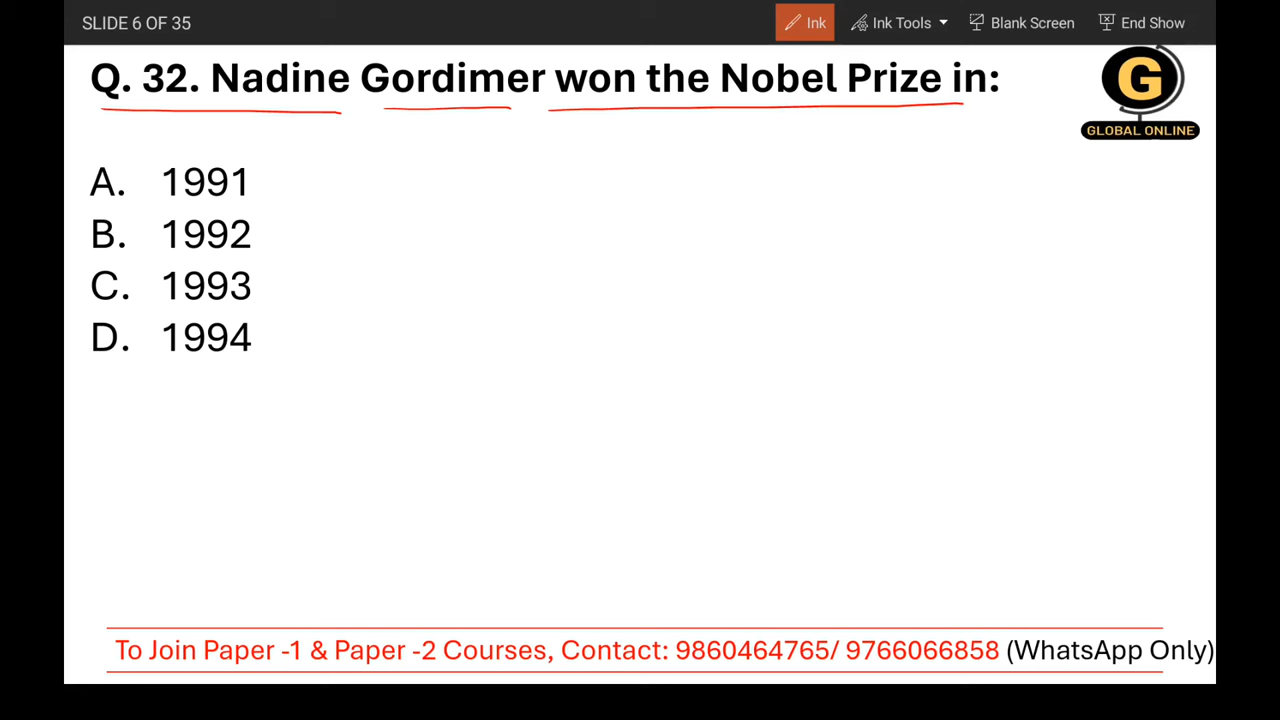 SLIDE 6 OF 35 Ink Ink Tools Blank Screen End Show
Q. 32. Nadine Gordimer won the Nobel Prize in:
G
GLOBAL ONLINE
A. 1991
B. 1992
C. 1993
D. 1994
To Join Paper -1 & Paper -2 Courses, Contact: 9860464765/ 9766066858 (WhatsApp Only)